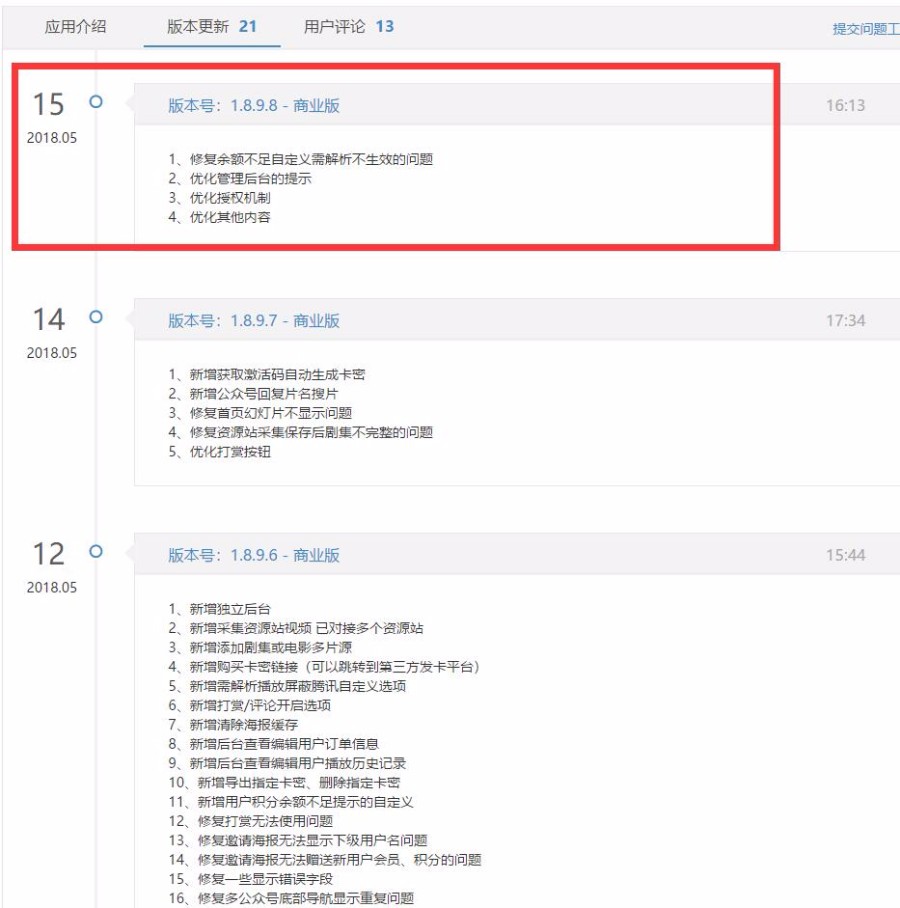 应用介绍
版本更新 21
用户评论 13
提交问题工
15
2018.05
版本号：1.8.9.8 - 商业版
16:13
1、修复余额不足自定义需解析不生效的问题
2、优化管理后台的提示
3、优化授权机制
4、优化其他内容
14
2018.05
版本号：1.8.9.7 - 商业版
17:34
1、新增获取激活码自动生成卡密
2、新增公众号回复片名搜片
3、修复首页幻灯片不显示问题
4、修复资源站采集保存后剧集不完整的问题
5、优化打赏按钮
12
2018.05
版本号：1.8.9.6 - 商业版
15:44
1、新增独立后台
2、新增采集资源站视频 已对接多个资源站
3、新增添加剧集或电影多片源
4、新增购买卡密链接（可以跳转到第三方发卡平台）
5、新增需解析播放屏蔽腾讯自定义选项
6、新增打赏/评论开启选项
7、新增清除海报缓存
8、新增后台查看编辑用户订单信息
9、新增后台查看编辑用户播放历史记录
10、新增导出指定卡密、删除指定卡密
11、新增用户积分余额不足提示的自定义
12、修复打赏无法使用问题
13、修复邀请海报无法显示下级用户名问题
14、修复邀请海报无法赠送新用户会员、积分的问题
15、修复一些显示错误字段
16、修复多公众号底部导航显示重复问题